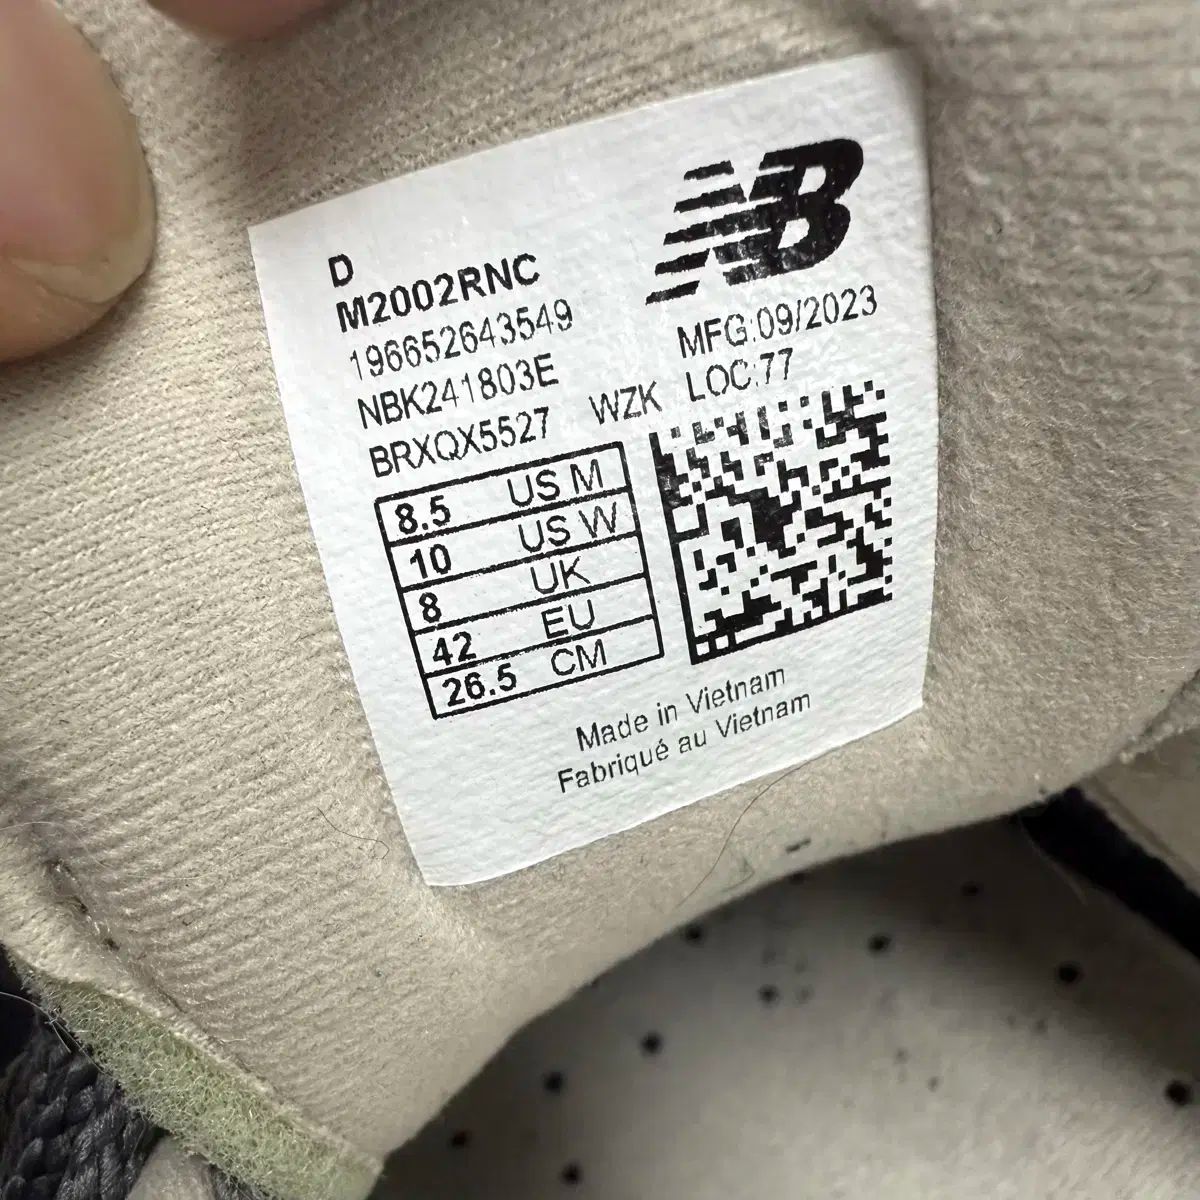 NB
D
M2002RNC
196652643549
NBK241803E
BRXQX5527 WZK
MFG:09/2023
LOC:77
8.5 US M
10 US W
8 UK
42 EU
26.5 CM
Made in Vietnam
Fabriqué au Vietnam